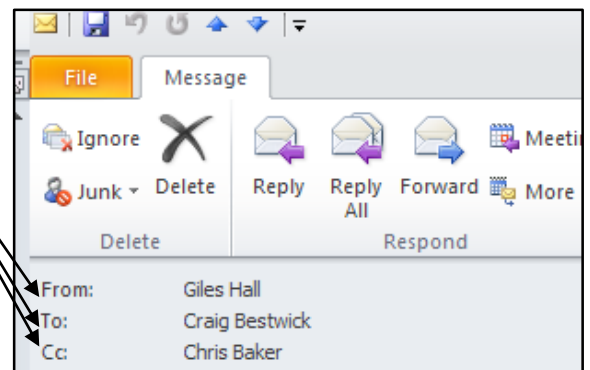 File Message
Ignore
Meeti
Junk Delete Reply Reply All Forward More
Delete Respond
From: Giles Hall
To: Craig Bestwick
Cc: Chris Baker